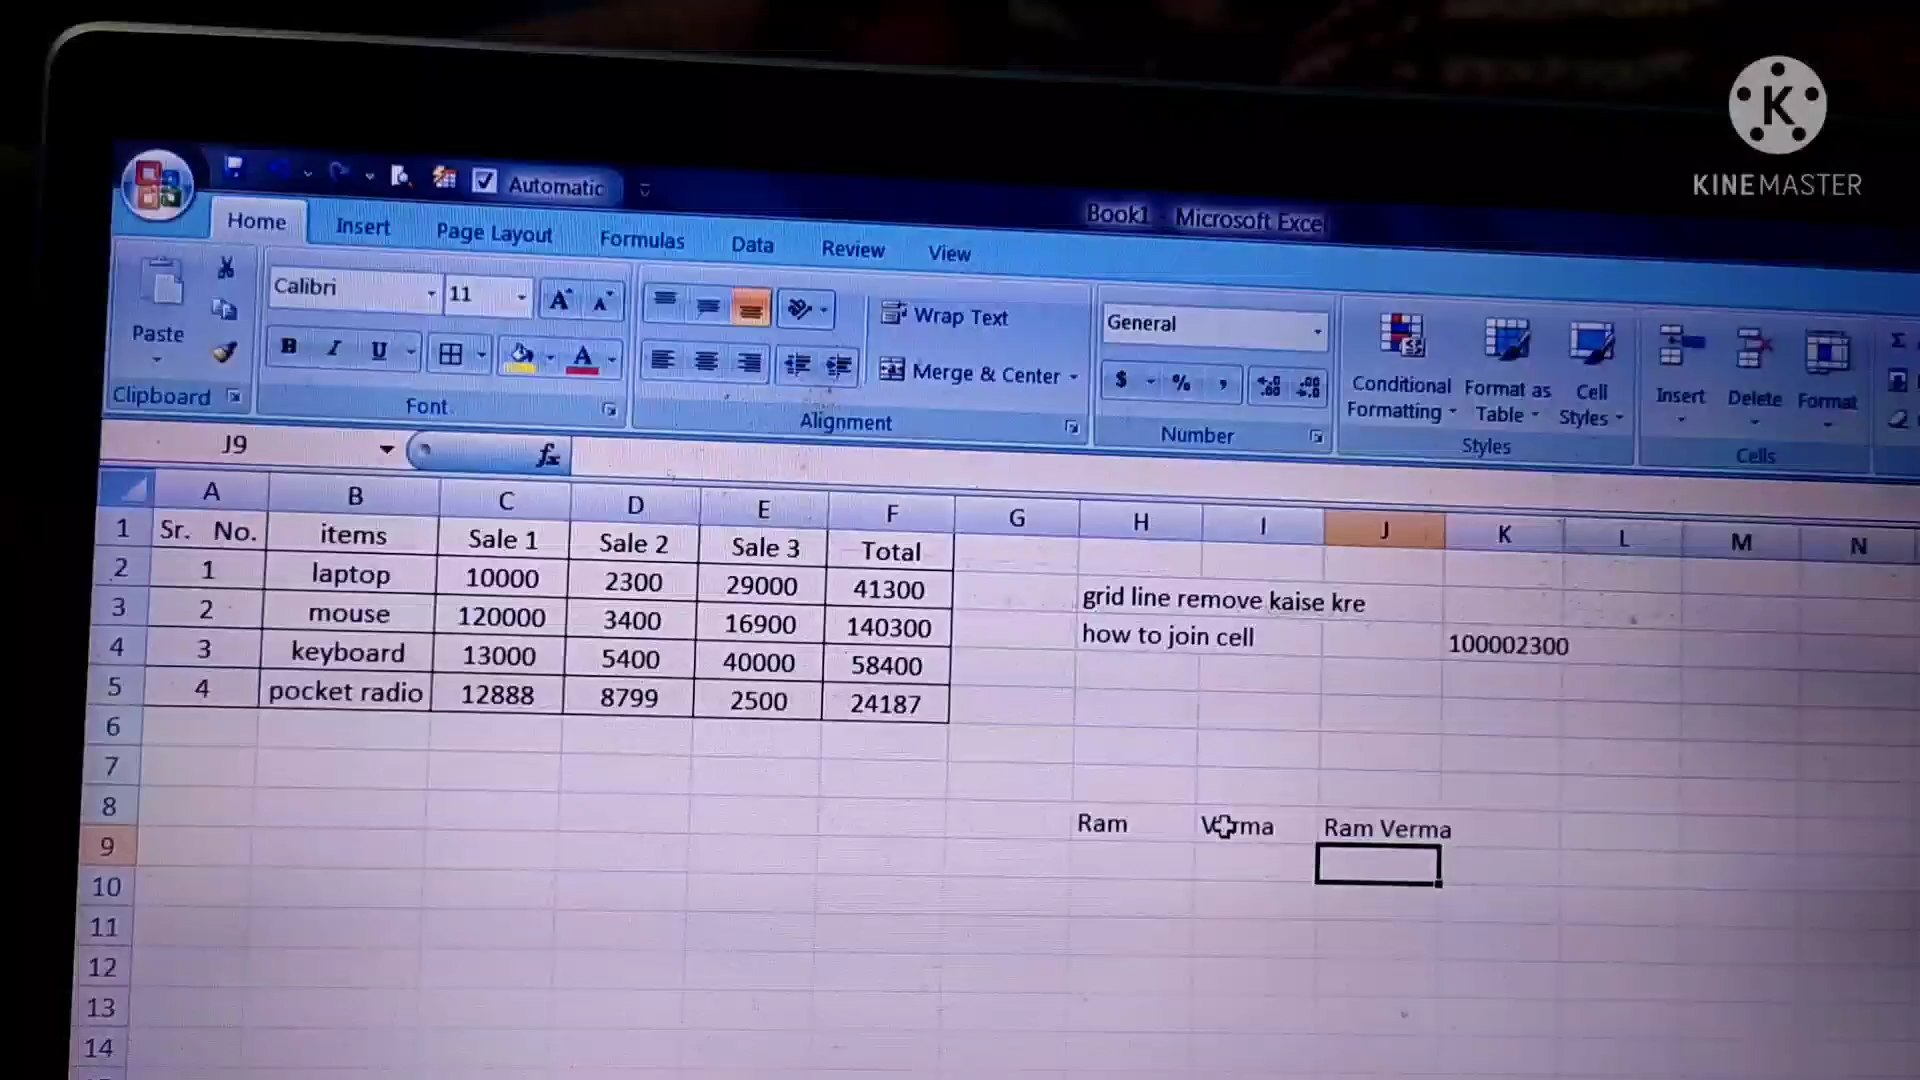 KINEMASTER
Automatic
Book1 - Microsoft Excel
Home Insert Page Layout Formulas Data Review View
Calibri 11
Wrap Text
General
Paste
B I U
A
Merge & Center
$ % ,
Conditional Formatting
Format as Table
Cell Styles
Insert Delete Format
Clipboard Font Alignment Number Styles Cells
J9 fx
A B C D E F G H I J K L M N
1 Sr. No. items Sale 1 Sale 2 Sale 3 Total
2 1 laptop 10000 2300 29000 41300 grid line remove kaise kre
3 2 mouse 120000 3400 16900 140300 how to join cell 100002300
4 3 keyboard 13000 5400 40000 58400
5 4 pocket radio 12888 8799 2500 24187
6
7
8 Ram Verma Ram Verma
9
10
11
12
13
14